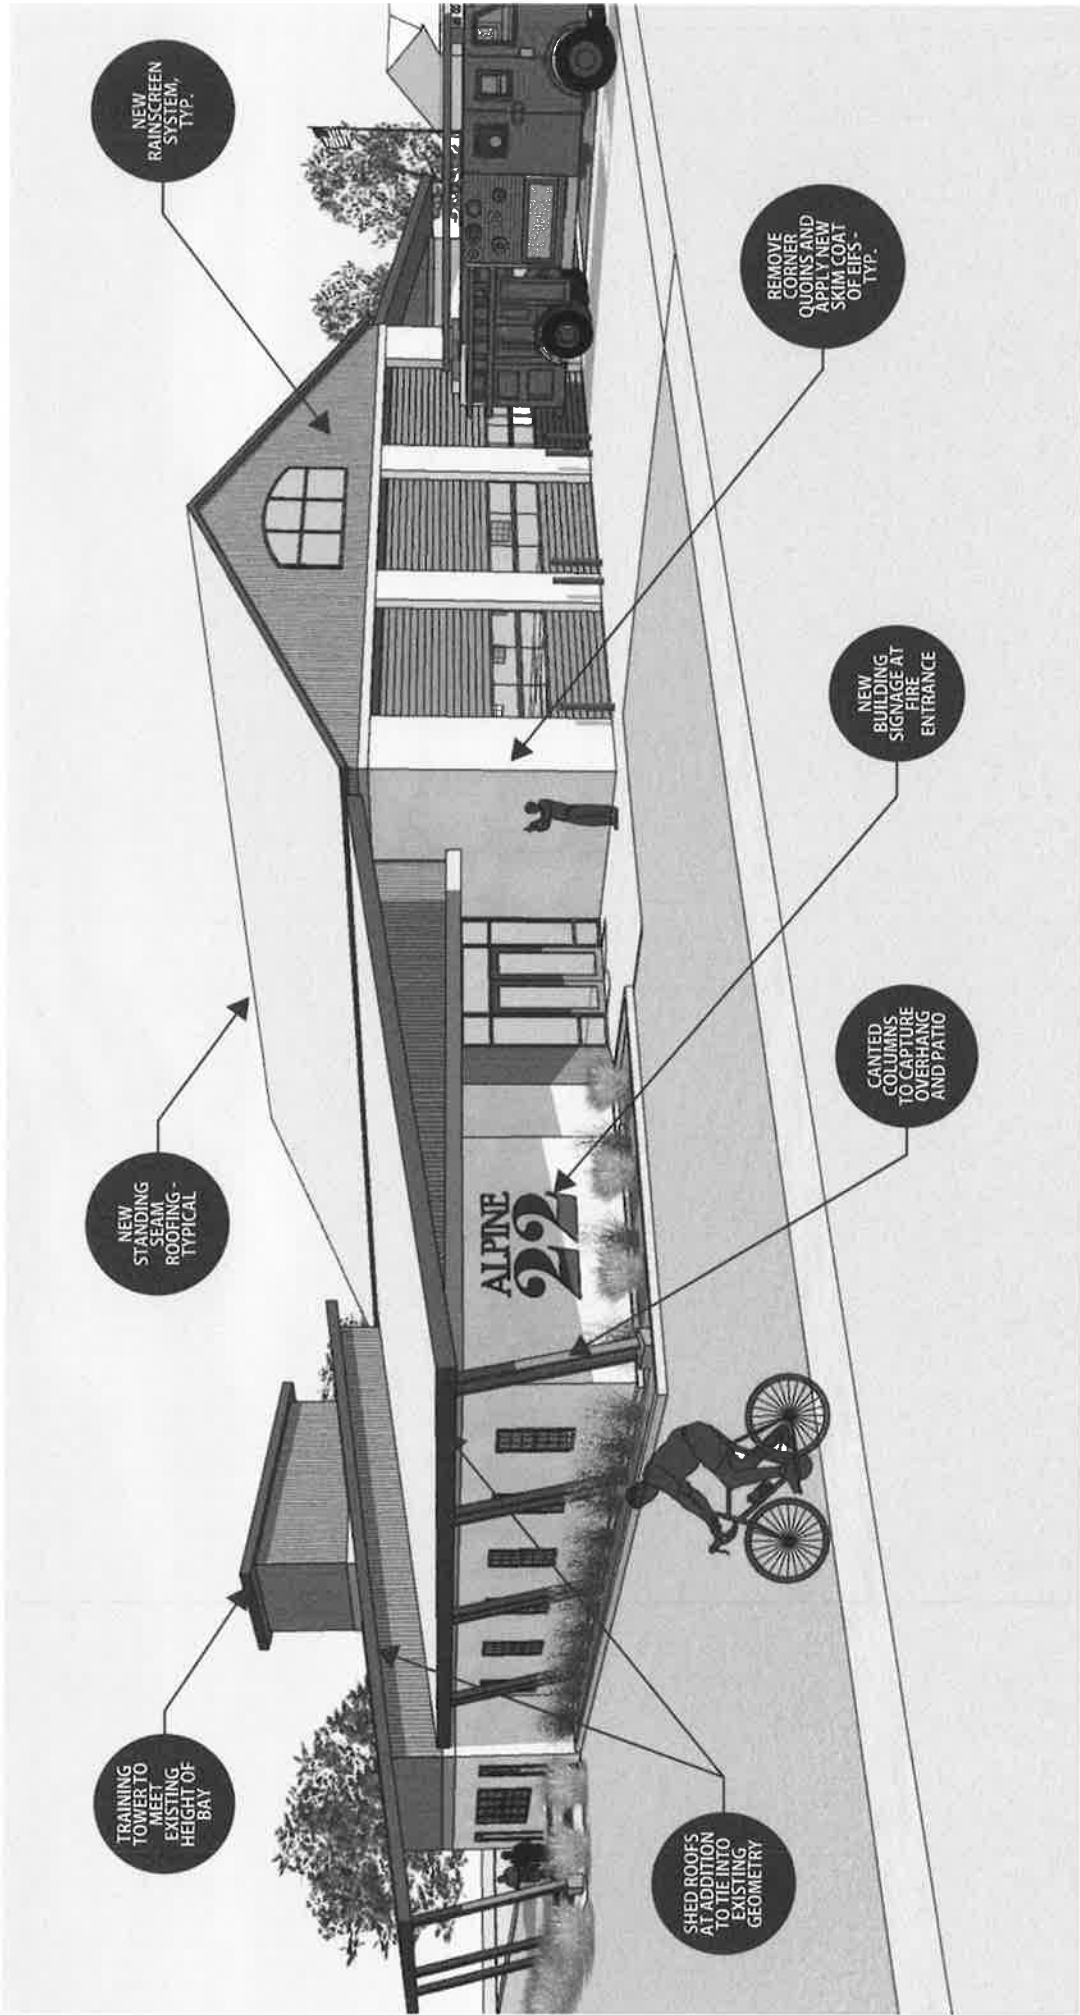 TRAINING
TOWER TO
MEET
EXISTING
HEIGHT OF
BAY
NEW
STANDING
SEAM
ROOFING -
TYPICAL
NEW
RAINSCREEN
SYSTEM,
TYP.
ALPINE
22
SHED ROOFS
AT ADDITION
TO TIE INTO
EXISTING
GEOMETRY
CANTED
COLUMNS
TO CAPTURE
OVERHANG
AND PATIO
NEW
BUILDING
SIGNAGE AT
FIRE
ENTRANCE
REMOVE
CORNER
QUOINS AND
APPLY NEW
SKIM COAT
OF EIFS -
TYP.